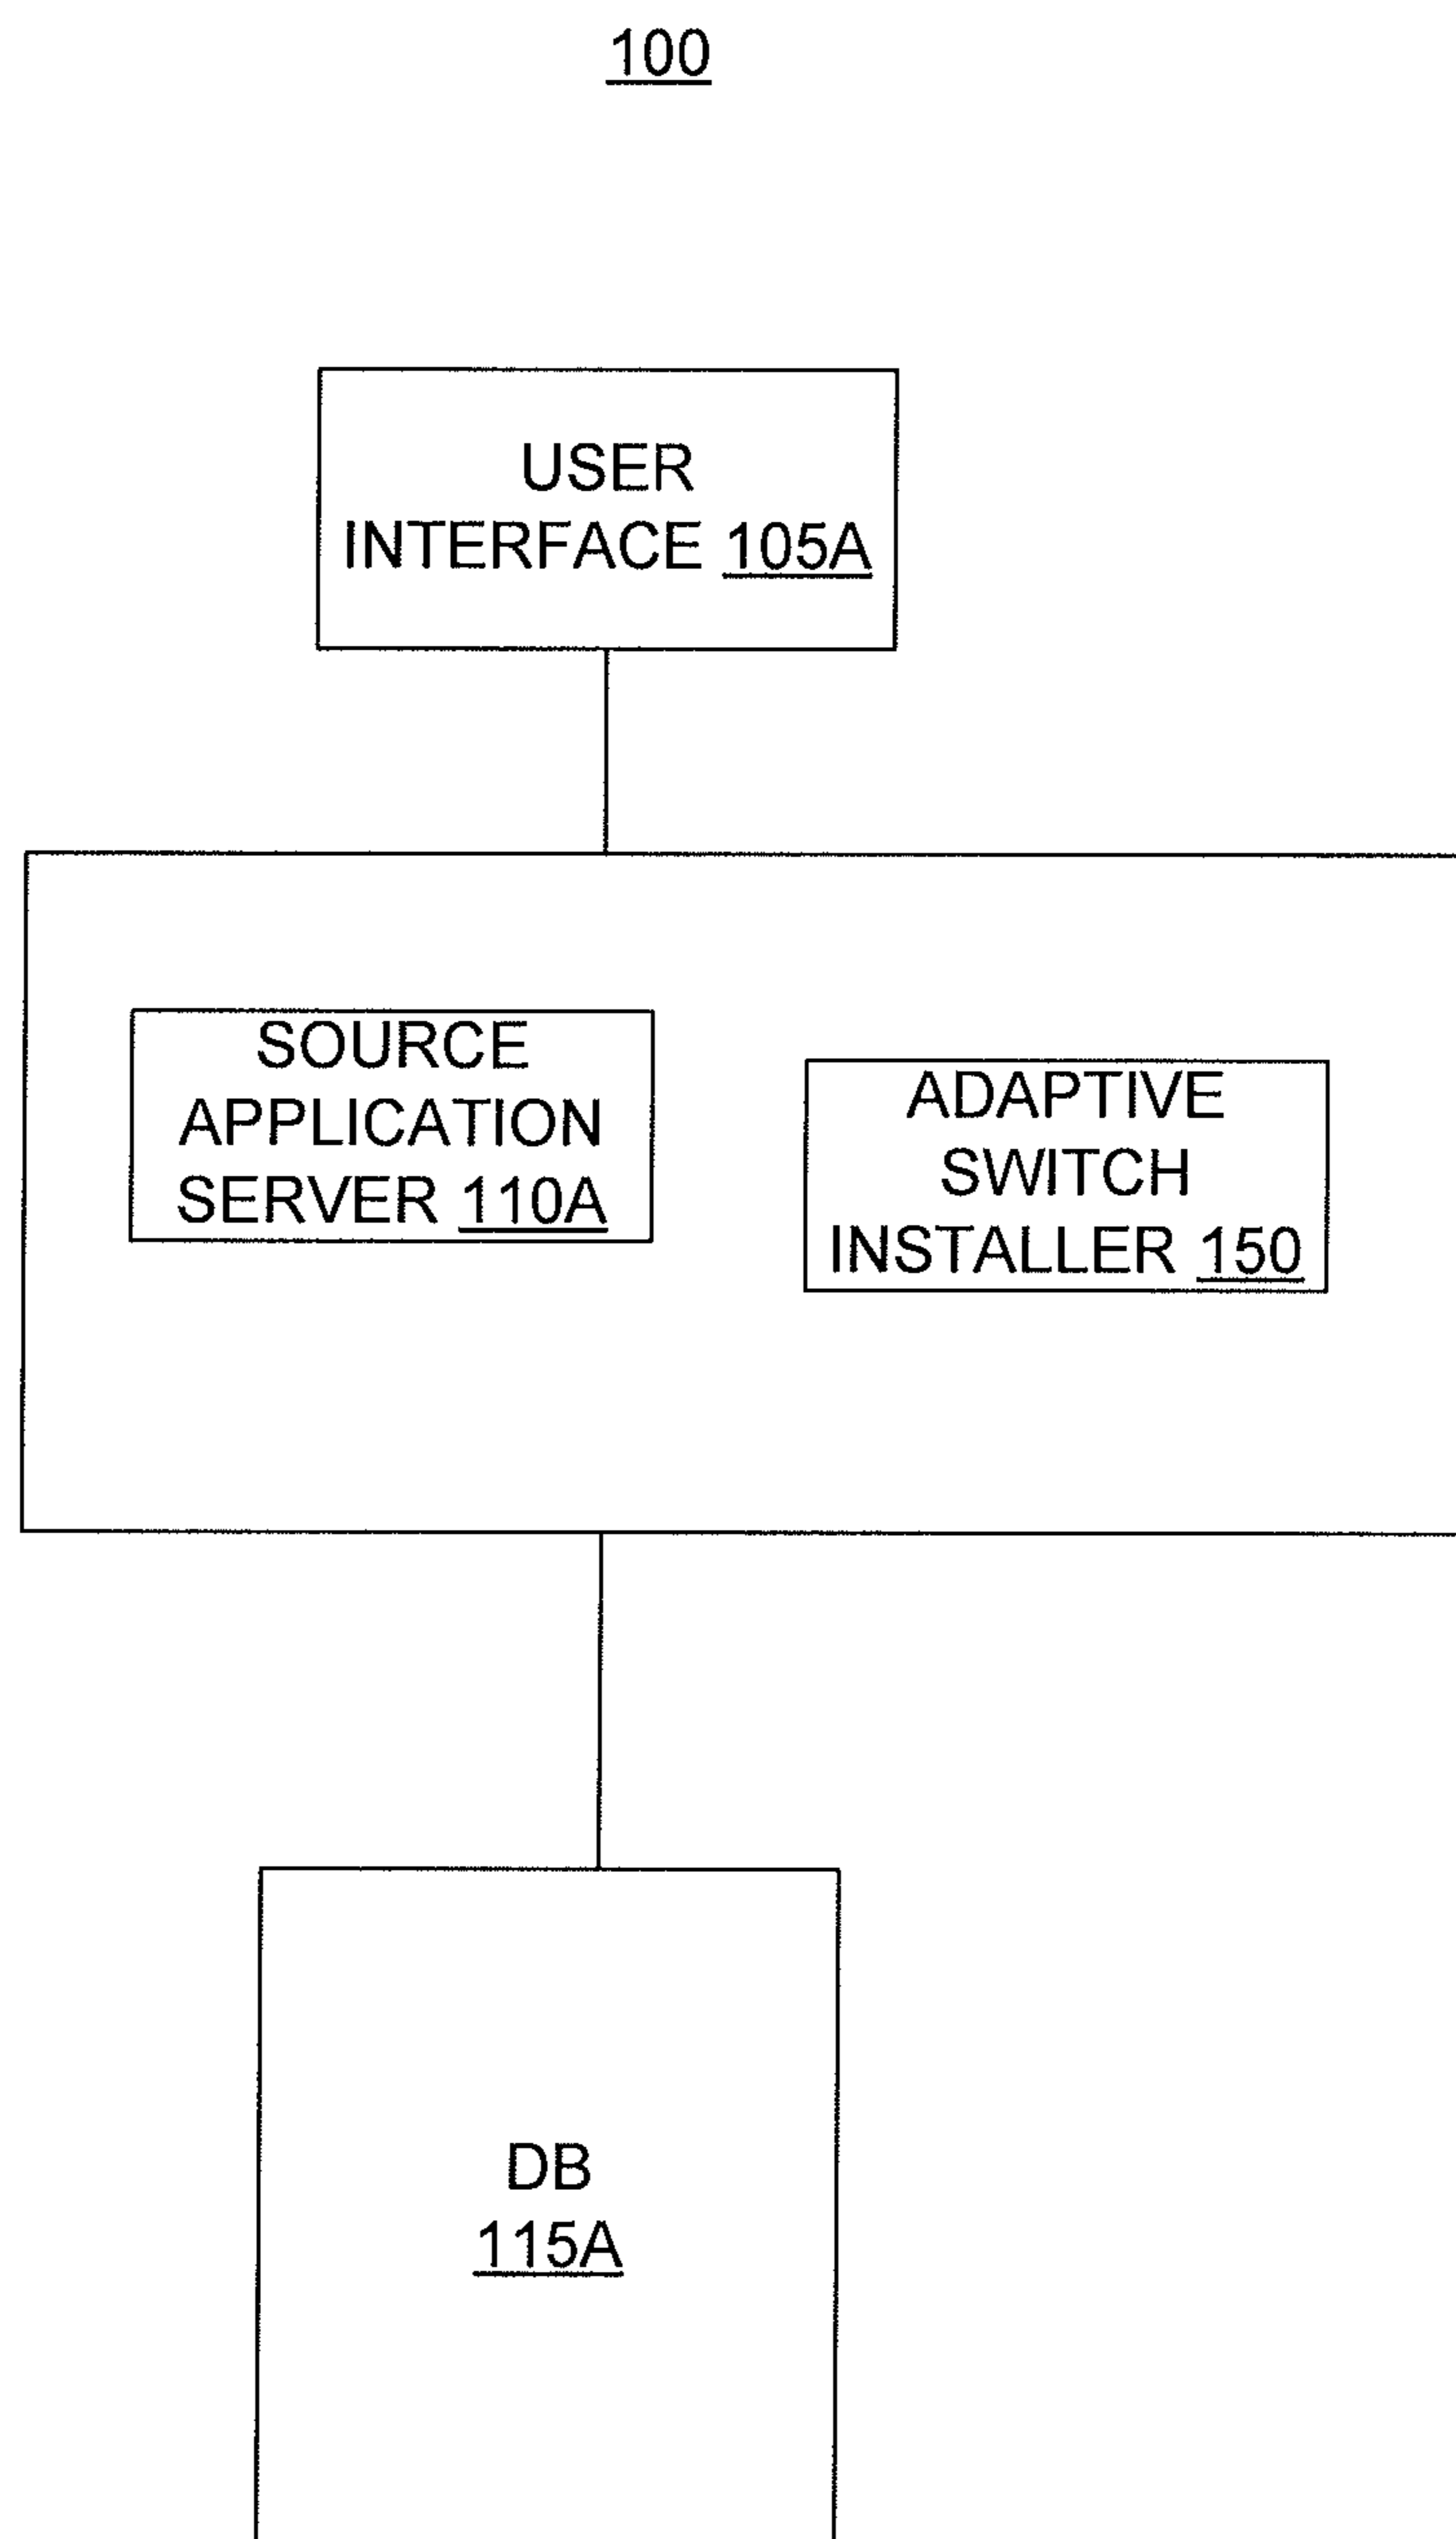 100
USER
INTERFACE 105A
SOURCE
APPLICATION
SERVER 110A
ADAPTIVE
SWITCH
INSTALLER 150
DB
115A